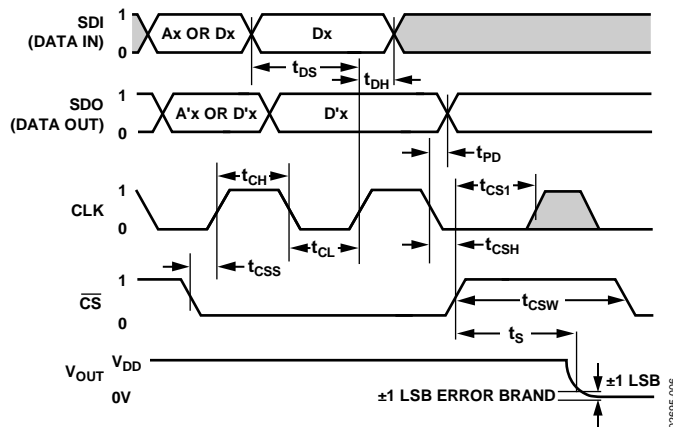 SDI
(DATA IN)
1
0
Ax OR Dx
Dx
tDS
tDH
SDO
(DATA OUT)
1
0
A'x OR D'x
D'x
tPD
tCH
tCS1
CLK
1
0
tCL
tCSH
tCSS
CS
1
0
tCSW
tS
VOUT
VDD
0V
±1 LSB
±1 LSB ERROR BRAND
02695-006